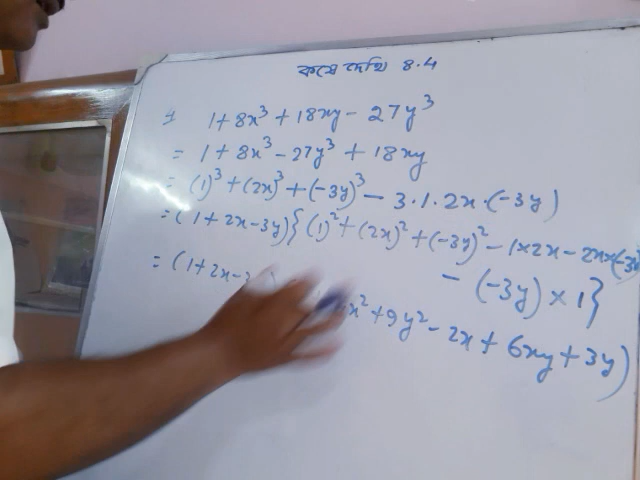 কষে দেখি 8.4
1 1+8x³+18xy-27y³
= 1+8x³-27y³+18xy
= (1)³+(2x)³+(-3y)³-3.1.2x.(-3y)
=(1+2x-3y){(1)²+(2x)²+(-3y)²-1×2x-2x×(-3y)
-(-3y)×1}
= (1+2x- x²+9y²-2x+6xy+3y)